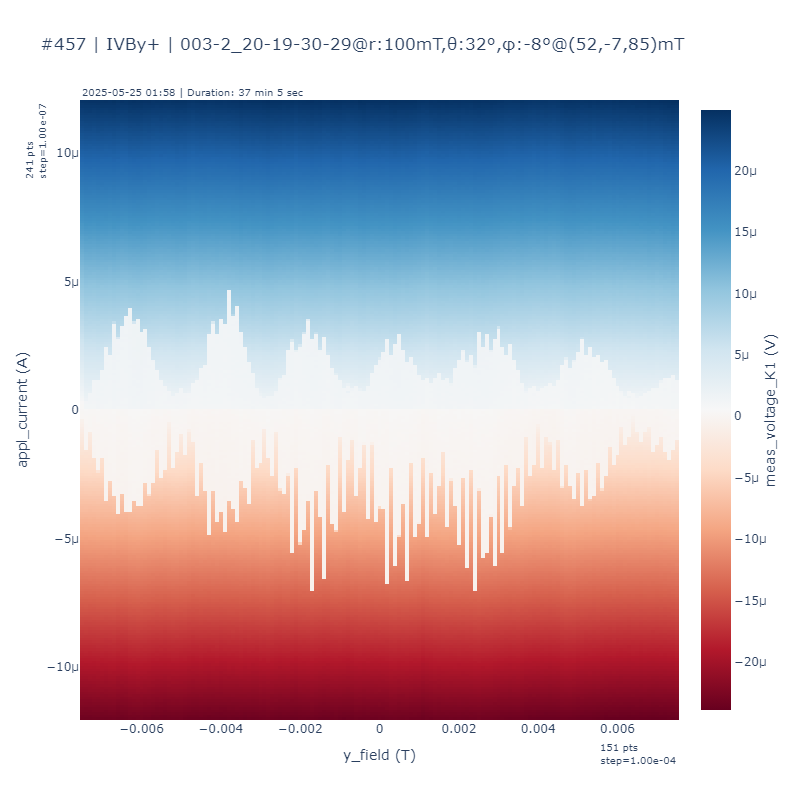 #457 | IVBy+ | 003-2_20-19-30-29@r:100mT,θ:32°,φ:-8°@(52,-7,85)mT
2025-05-25 01:58 | Duration: 37 min 5 sec
241 pts
step=1.00e-07
10μ
5μ
0
−5μ
−10μ
appl_current (A)
−0.006
−0.004
−0.002
0
0.002
0.004
0.006
y_field (T)
151 pts
step=1.00e-04
20μ
15μ
10μ
5μ
0
−5μ
−10μ
−15μ
−20μ
meas_voltage_K1 (V)